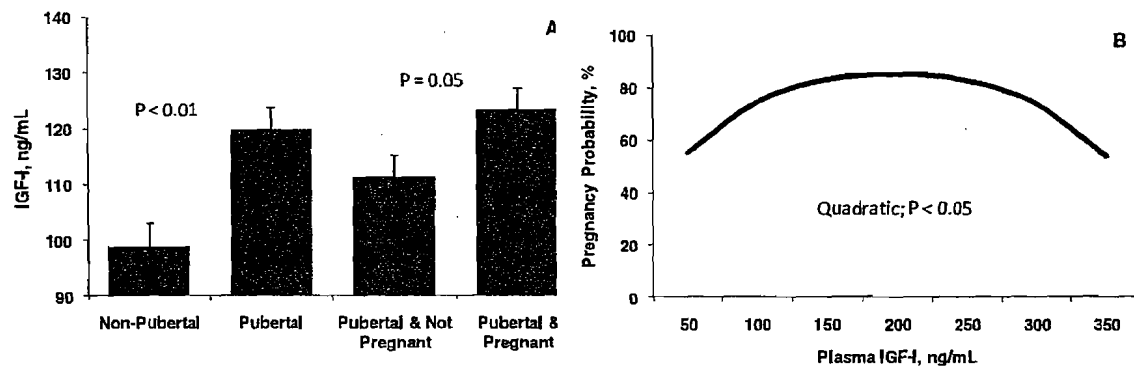 A
IGF-I, ng/mL
140
130
120
110
100
90
P < 0.01
P = 0.05
Non-Pubertal
Pubertal
Pubertal & Not
Pregnant
Pubertal &
Pregnant
B
Pregnancy Probability, %
100
80
60
40
20
0
Quadratic; P < 0.05
50 100 150 200 250 300 350
Plasma IGF-I, ng/mL